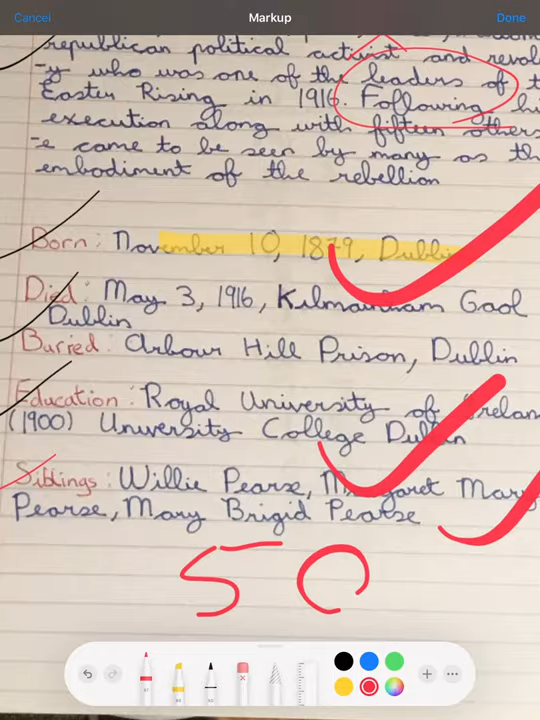 Cancel Markup Done
republican political activist and revol
-y who was one of the leaders of t
Easter Rising in 1916. Following hi
execution along with fifteen others
-e came to be seen by many as th
embodiment of the rebellion
Born: November 10, 1879, Dublin
Died: May 3, 1916, Kilmainham Gaol
Dublin
Buried: Arbour Hill Prison, Dublin
Education: Royal University of Irelan
(1900) University College Dublin
Siblings: Willie Pearse, Margaret Mary
Pearse, Mary Brigid Pearse
50